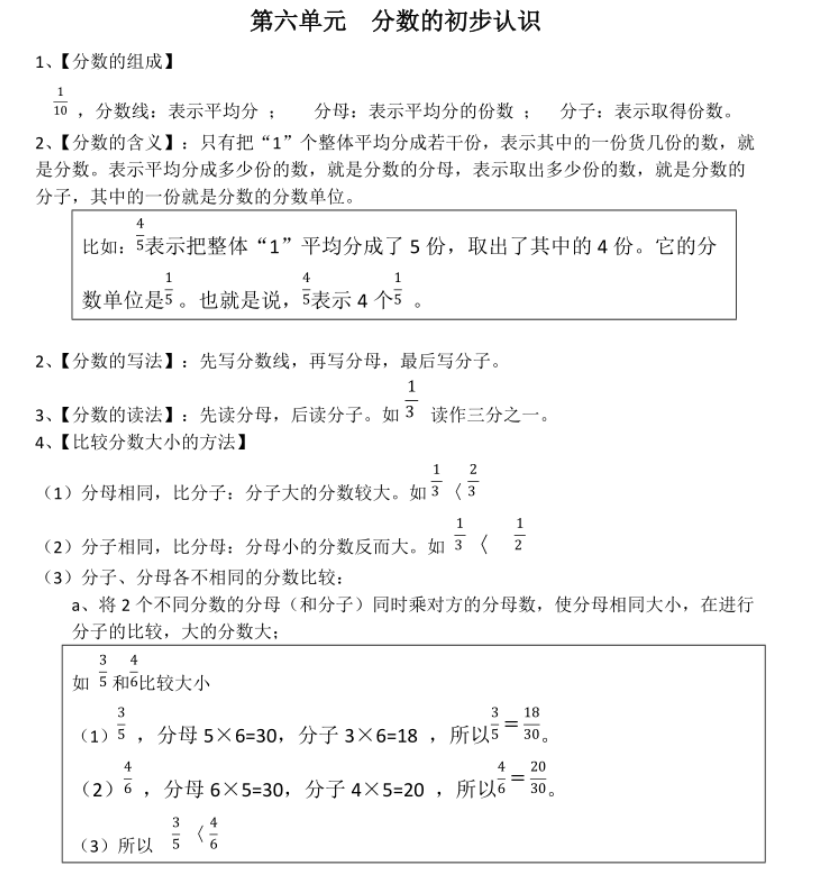 第六单元 分数的初步认识
1、【分数的组成】
1/10 ，分数线：表示平均分 ； 分母：表示平均分的份数 ； 分子：表示取得份数。
2、【分数的含义】：只有把“1”个整体平均分成若干份，表示其中的一份货几份的数，就
是分数。表示平均分成多少份的数，就是分数的分母，表示取出多少份的数，就是分数的
分子，其中的一份就是分数的分数单位。
比如：4/5表示把整体“1”平均分成了 5 份，取出了其中的 4 份。它的分
数单位是1/5 。也就是说，4/5表示 4 个1/5 。
2、【分数的写法】：先写分数线，再写分母，最后写分子。
3、【分数的读法】：先读分母，后读分子。如 1/3 读作三分之一。
4、【比较分数大小的方法】
（1）分母相同，比分子：分子大的分数较大。如 1/3 〈 2/3
（2）分子相同，比分母：分母小的分数反而大。如 1/3 〈 1/2
（3）分子、分母各不相同的分数比较：
a、将 2 个不同分数的分母（和分子）同时乘对方的分母数，使分母相同大小，在进行
分子的比较，大的分数大；
如 3/5 和4/6比较大小
（1）3/5 ，分母 5×6=30，分子 3×6=18 ，所以3/5=18/30。
（2）4/6 ，分母 6×5=30，分子 4×5=20 ，所以4/6=20/30。
（3）所以 3/5 〈 4/6